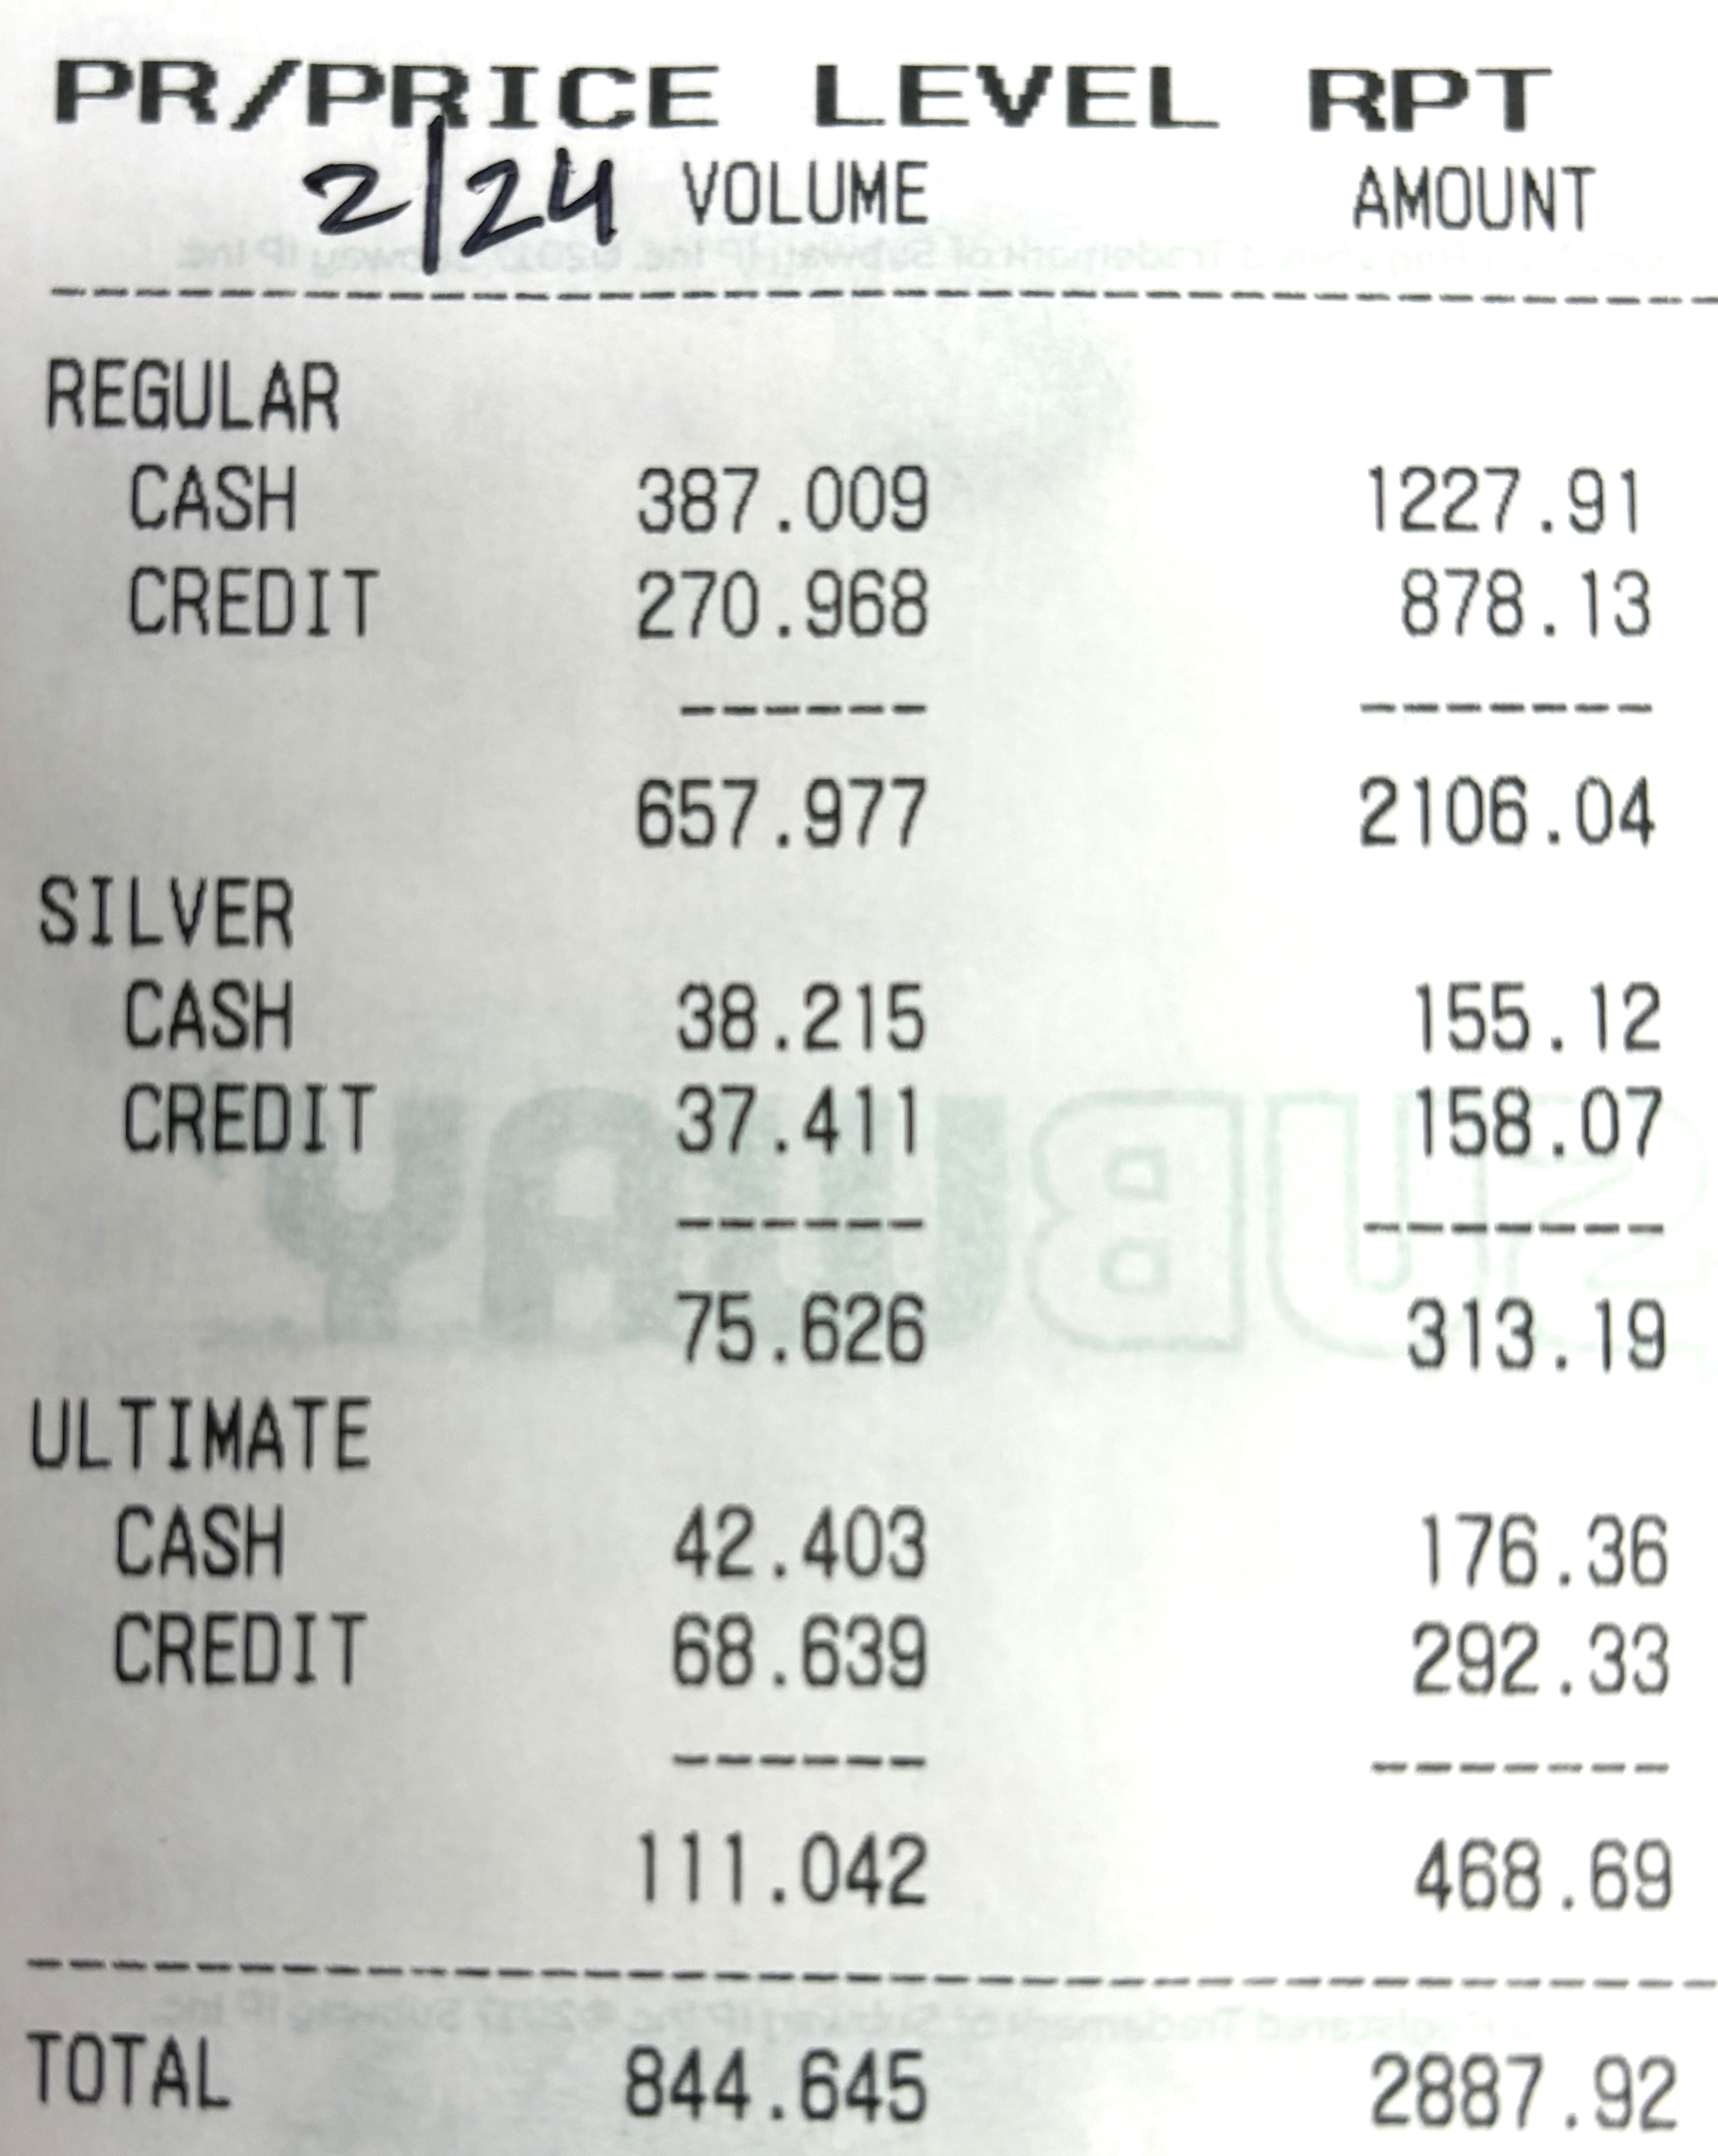 PR/PRICE LEVEL RPT
2/24 VOLUME AMOUNT
REGULAR
CASH 387.009 1227.91
CREDIT 270.968 878.13
657.977 2106.04
SILVER
CASH 38.215 155.12
CREDIT 37.411 158.07
75.626 313.19
ULTIMATE
CASH 42.403 176.36
CREDIT 68.639 292.33
111.042 468.69
TOTAL 844.645 2887.92